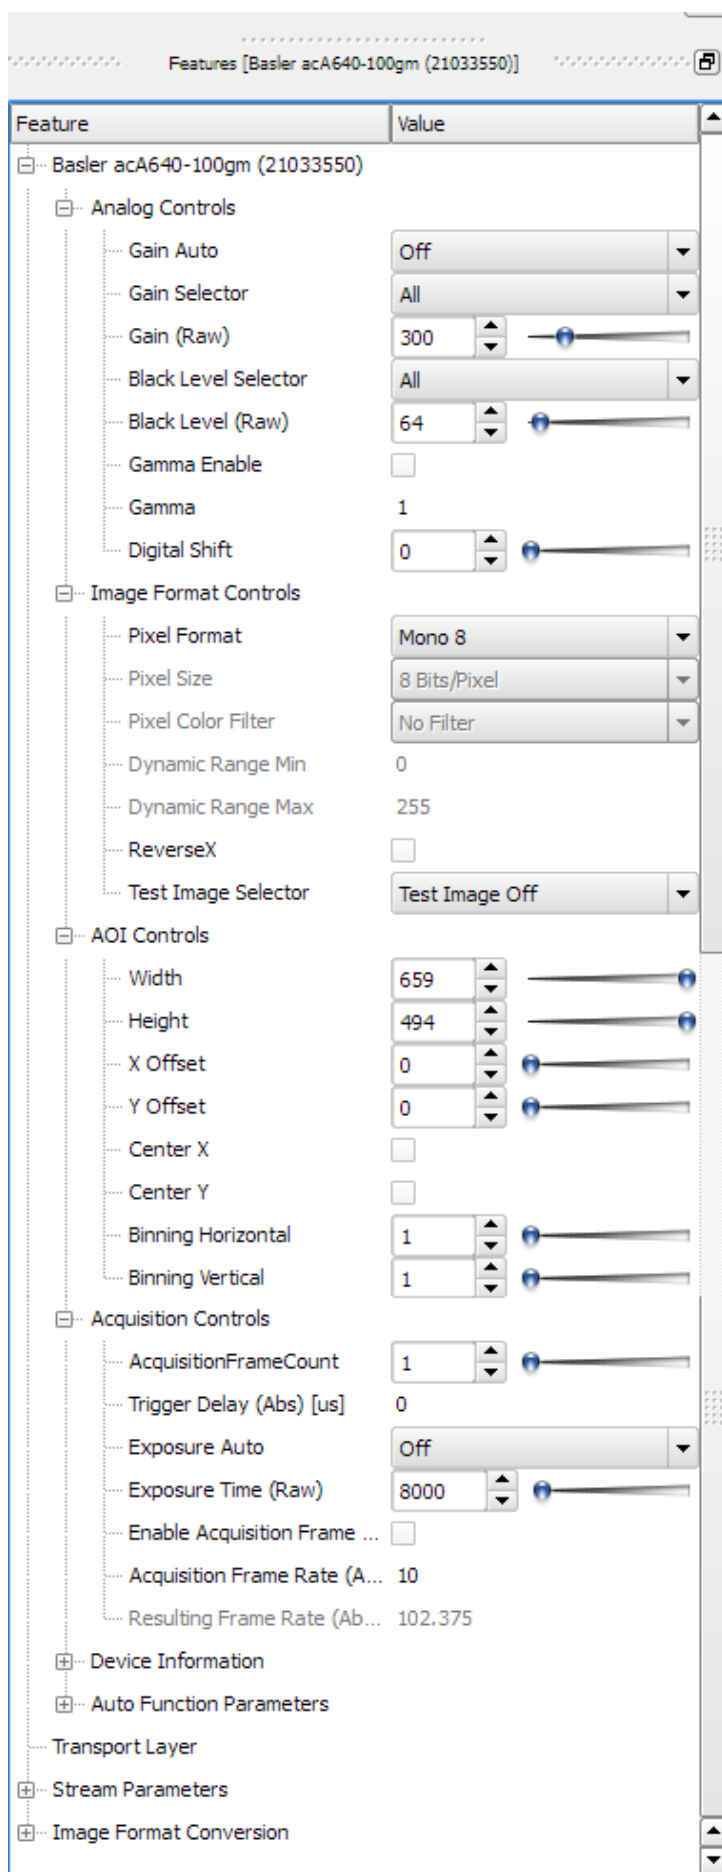 Features [Basler acA640-100gm (21033550)]
Feature Value
Basler acA640-100gm (21033550)
Analog Controls
Gain Auto Off
Gain Selector All
Gain (Raw) 300
Black Level Selector All
Black Level (Raw) 64
Gamma Enable
Gamma 1
Digital Shift 0
Image Format Controls
Pixel Format Mono 8
Pixel Size 8 Bits/Pixel
Pixel Color Filter No Filter
Dynamic Range Min 0
Dynamic Range Max 255
ReverseX
Test Image Selector Test Image Off
AOI Controls
Width 659
Height 494
X Offset 0
Y Offset 0
Center X
Center Y
Binning Horizontal 1
Binning Vertical 1
Acquisition Controls
AcquisitionFrameCount 1
Trigger Delay (Abs) [us] 0
Exposure Auto Off
Exposure Time (Raw) 8000
Enable Acquisition Frame ...
Acquisition Frame Rate (A... 10
Resulting Frame Rate (Ab... 102.375
Device Information
Auto Function Parameters
Transport Layer
Stream Parameters
Image Format Conversion